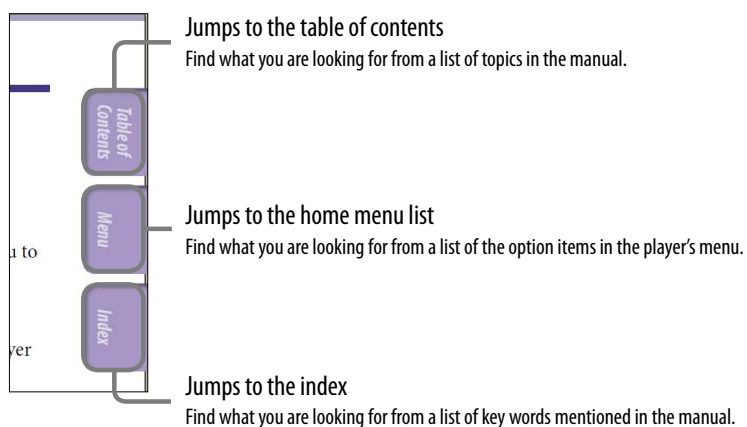 Jumps to the table of contents
Find what you are looking for from a list of topics in the manual.
Table of
Contents
Jumps to the home menu list
Find what you are looking for from a list of the option items in the player's menu.
Menu
u to
Index
yer
Jumps to the index
Find what you are looking for from a list of key words mentioned in the manual.